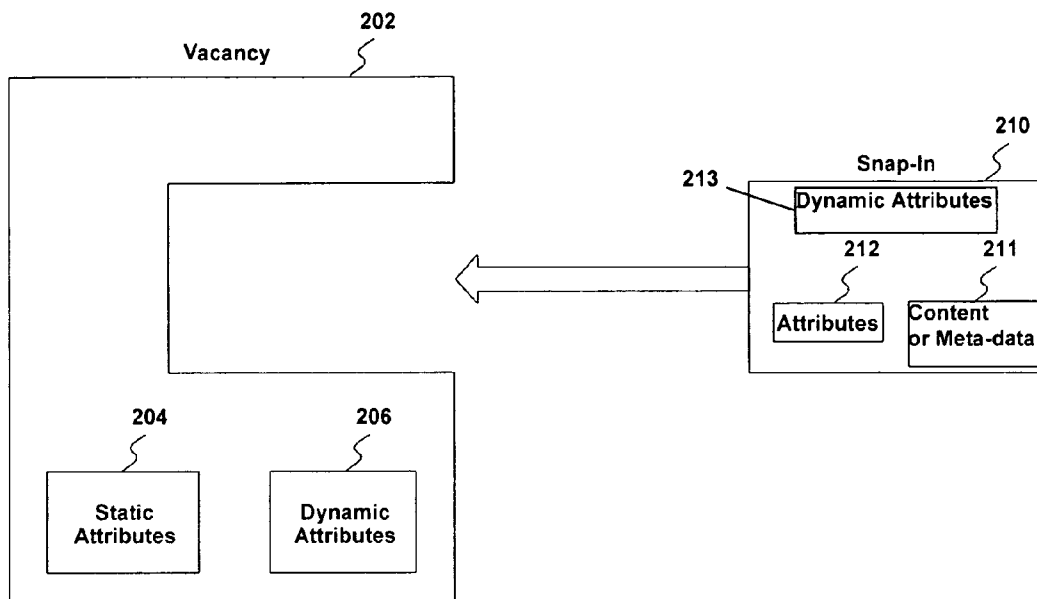 202
Vacancy
210
Snap-In
213
Dynamic Attributes
212
211
Attributes
Content
or Meta-data
204
206
Static
Attributes
Dynamic
Attributes